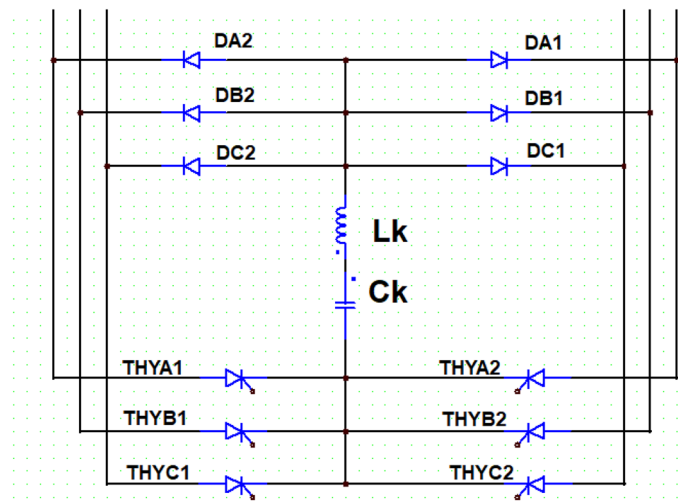 DA2 DA1
DB2 DB1
DC2 DC1
Lk
Ck
THYA1 THYA2
THYB1 THYB2
THYC1 THYC2